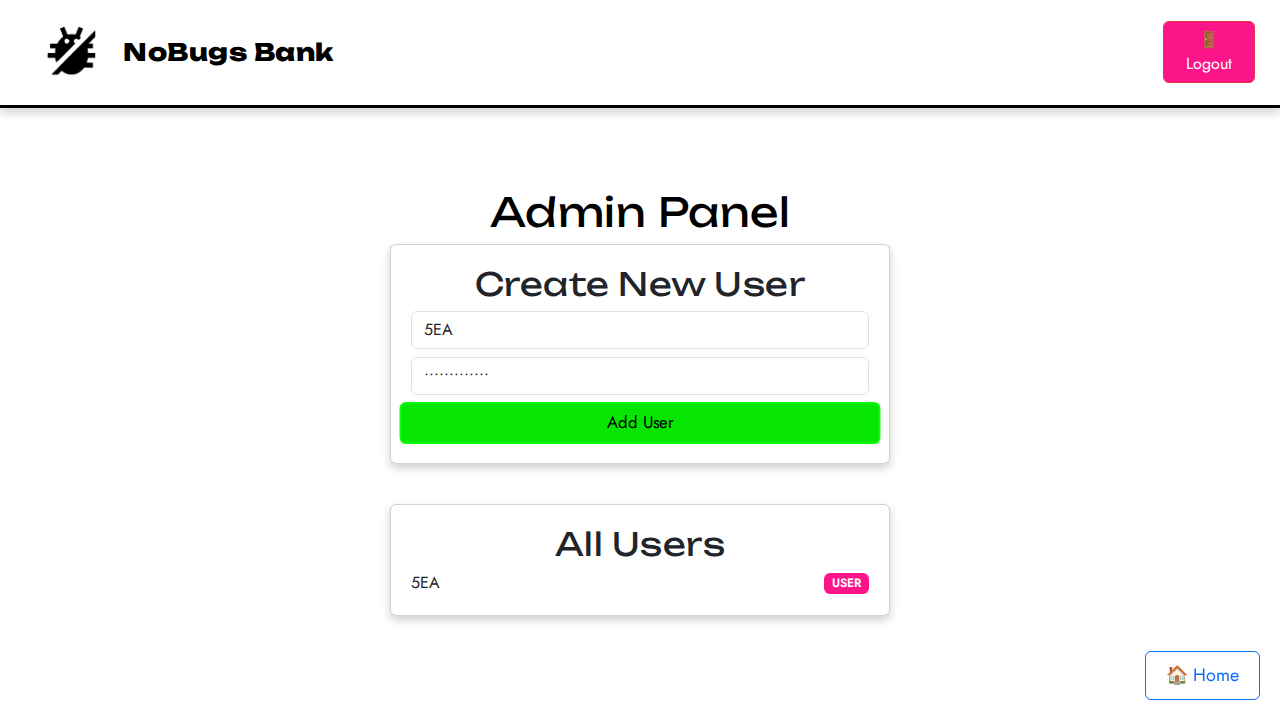 NoBugs Bank
🚪
Logout
Admin Panel
Create New User
5EA
·············
Add User
All Users
5EA
USER
🏠 Home